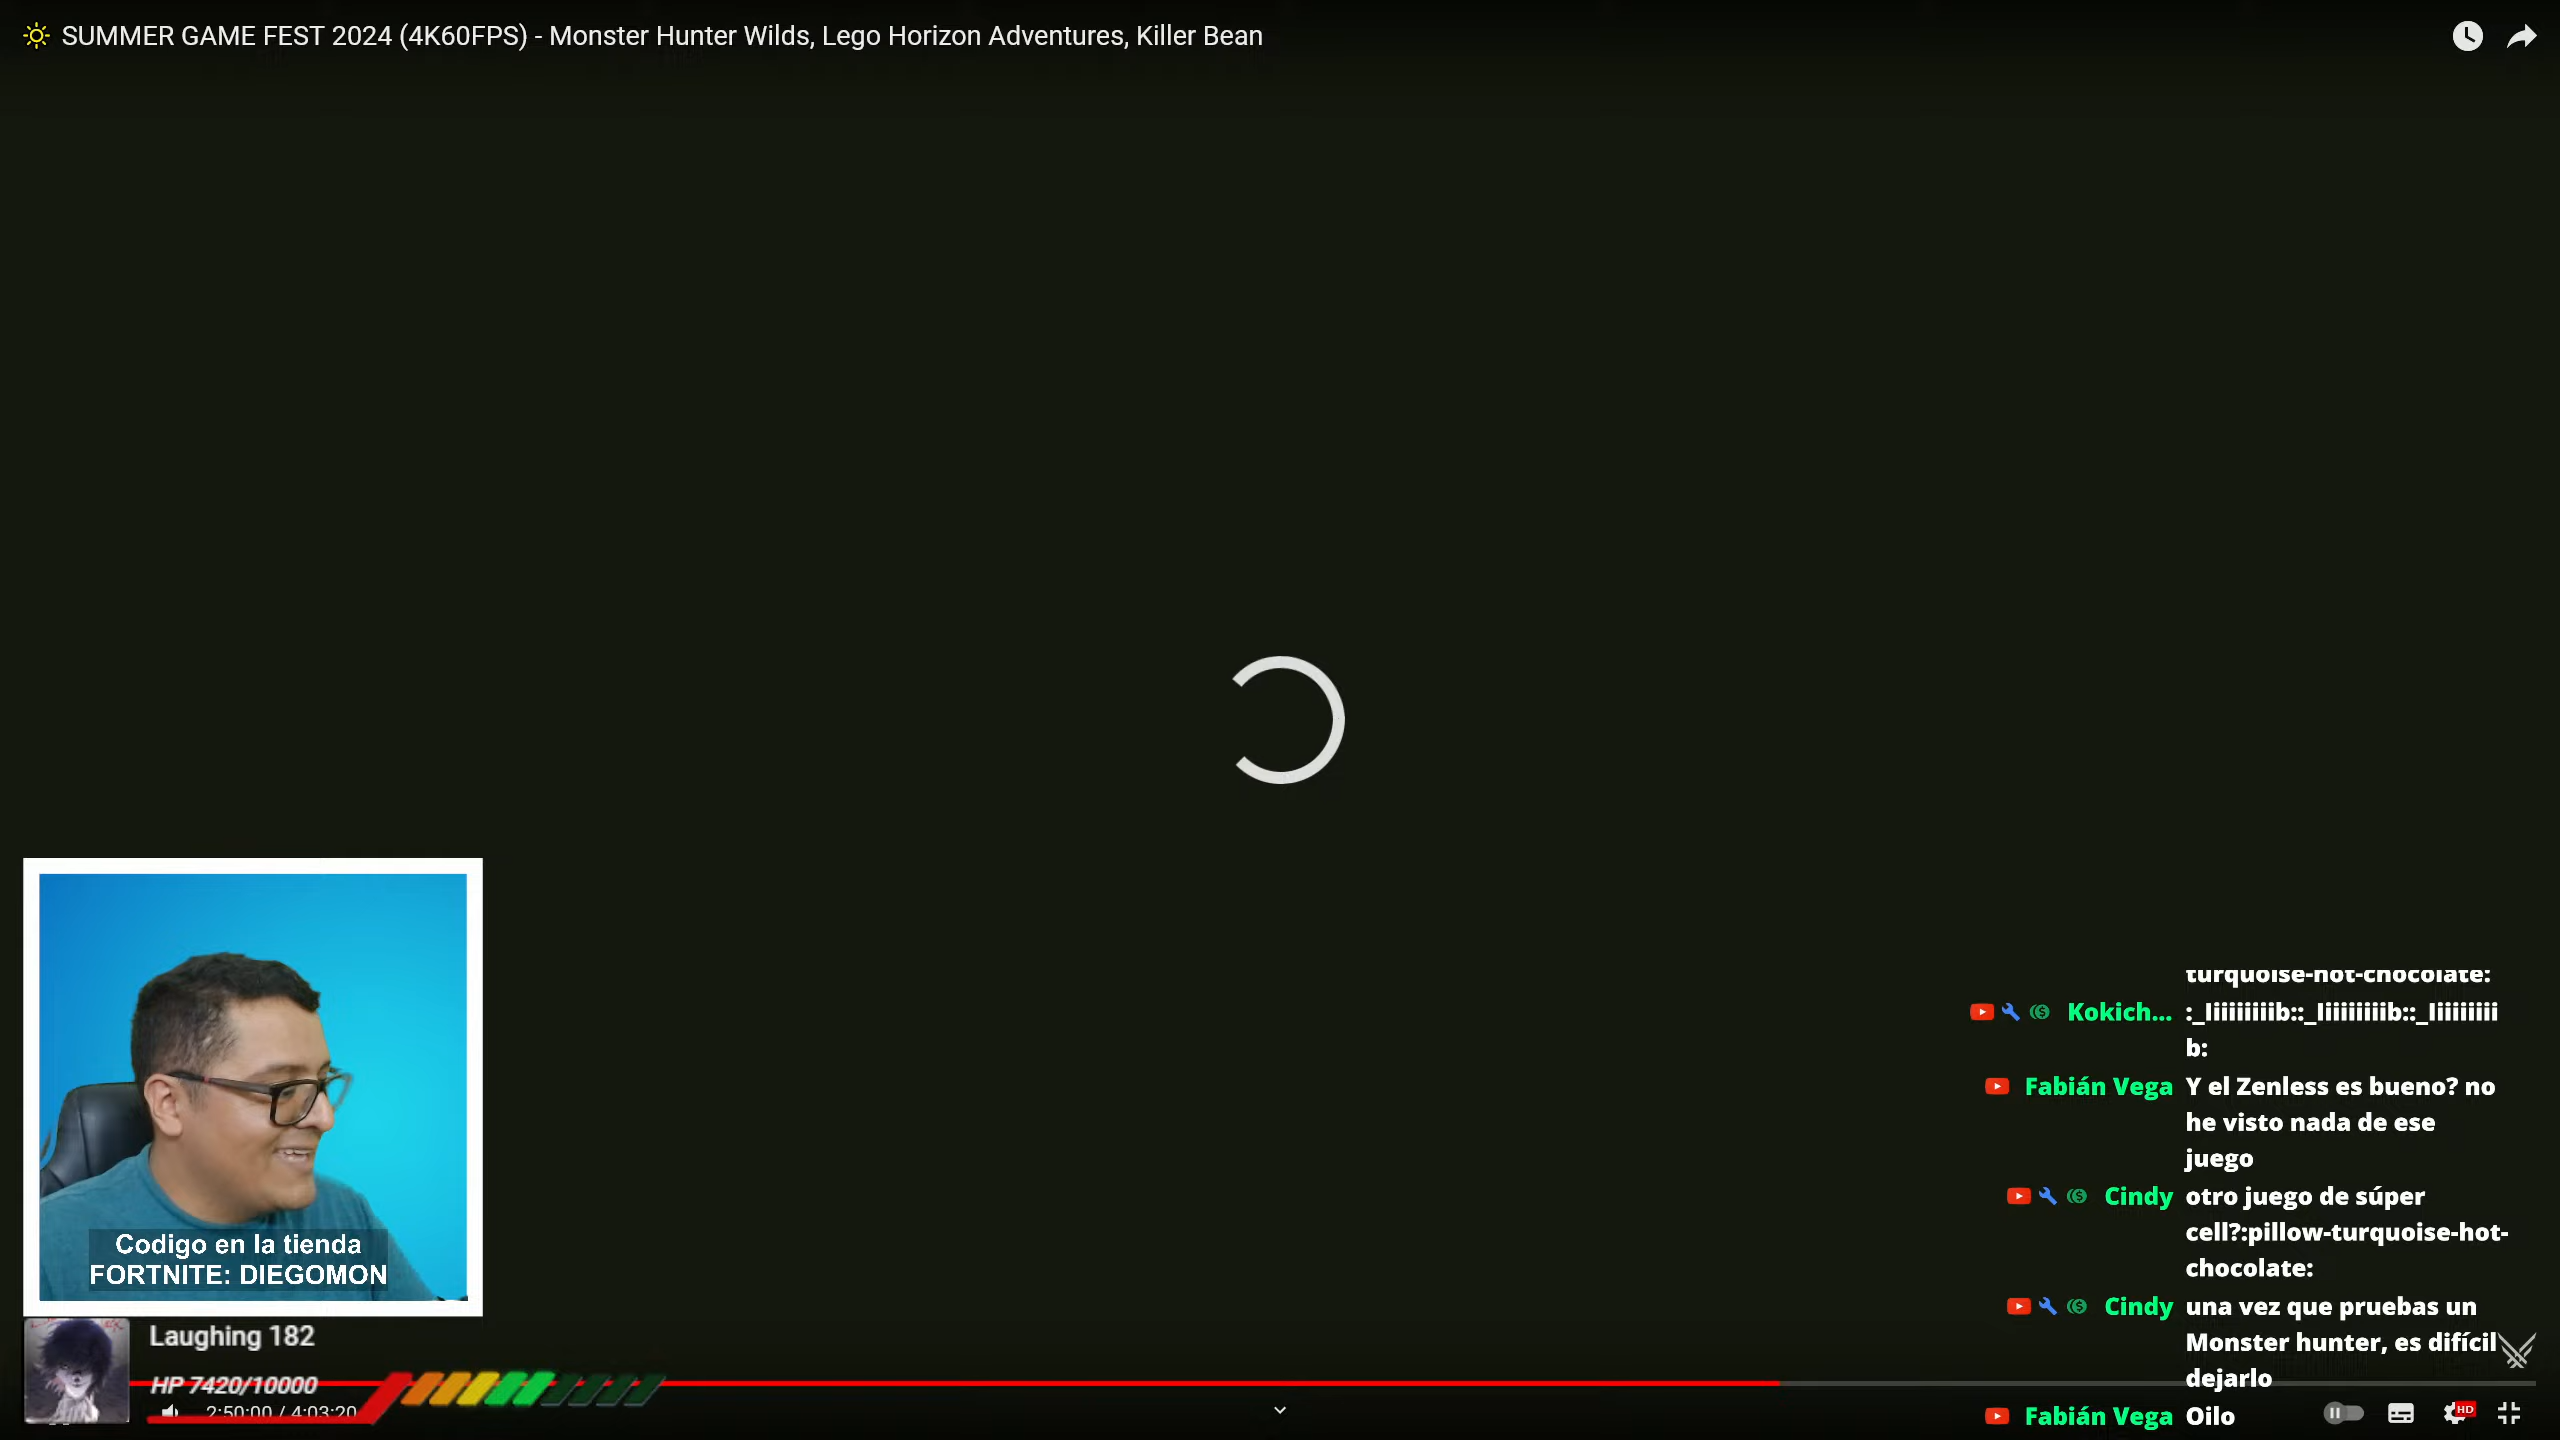 SUMMER GAME FEST 2024 (4K60FPS) - Monster Hunter Wilds, Lego Horizon Adventures, Killer Bean
turquoise-hot-chocolate:
Kokich... :_liiiiiiiib::_liiiiiiiib::_liiiiiiii
b:
Fabián Vega Y el Zenless es bueno? no
he visto nada de ese
juego
Cindy otro juego de súper
cell?:pillow-turquoise-hot-
chocolate:
Cindy una vez que pruebas un
Monster hunter, es difícil
dejarlo
Fabián Vega Oilo
Codigo en la tienda
FORTNITE: DIEGOMON
Laughing 182
HP 7420/10000
2:50:00 / 4:03:20
HD